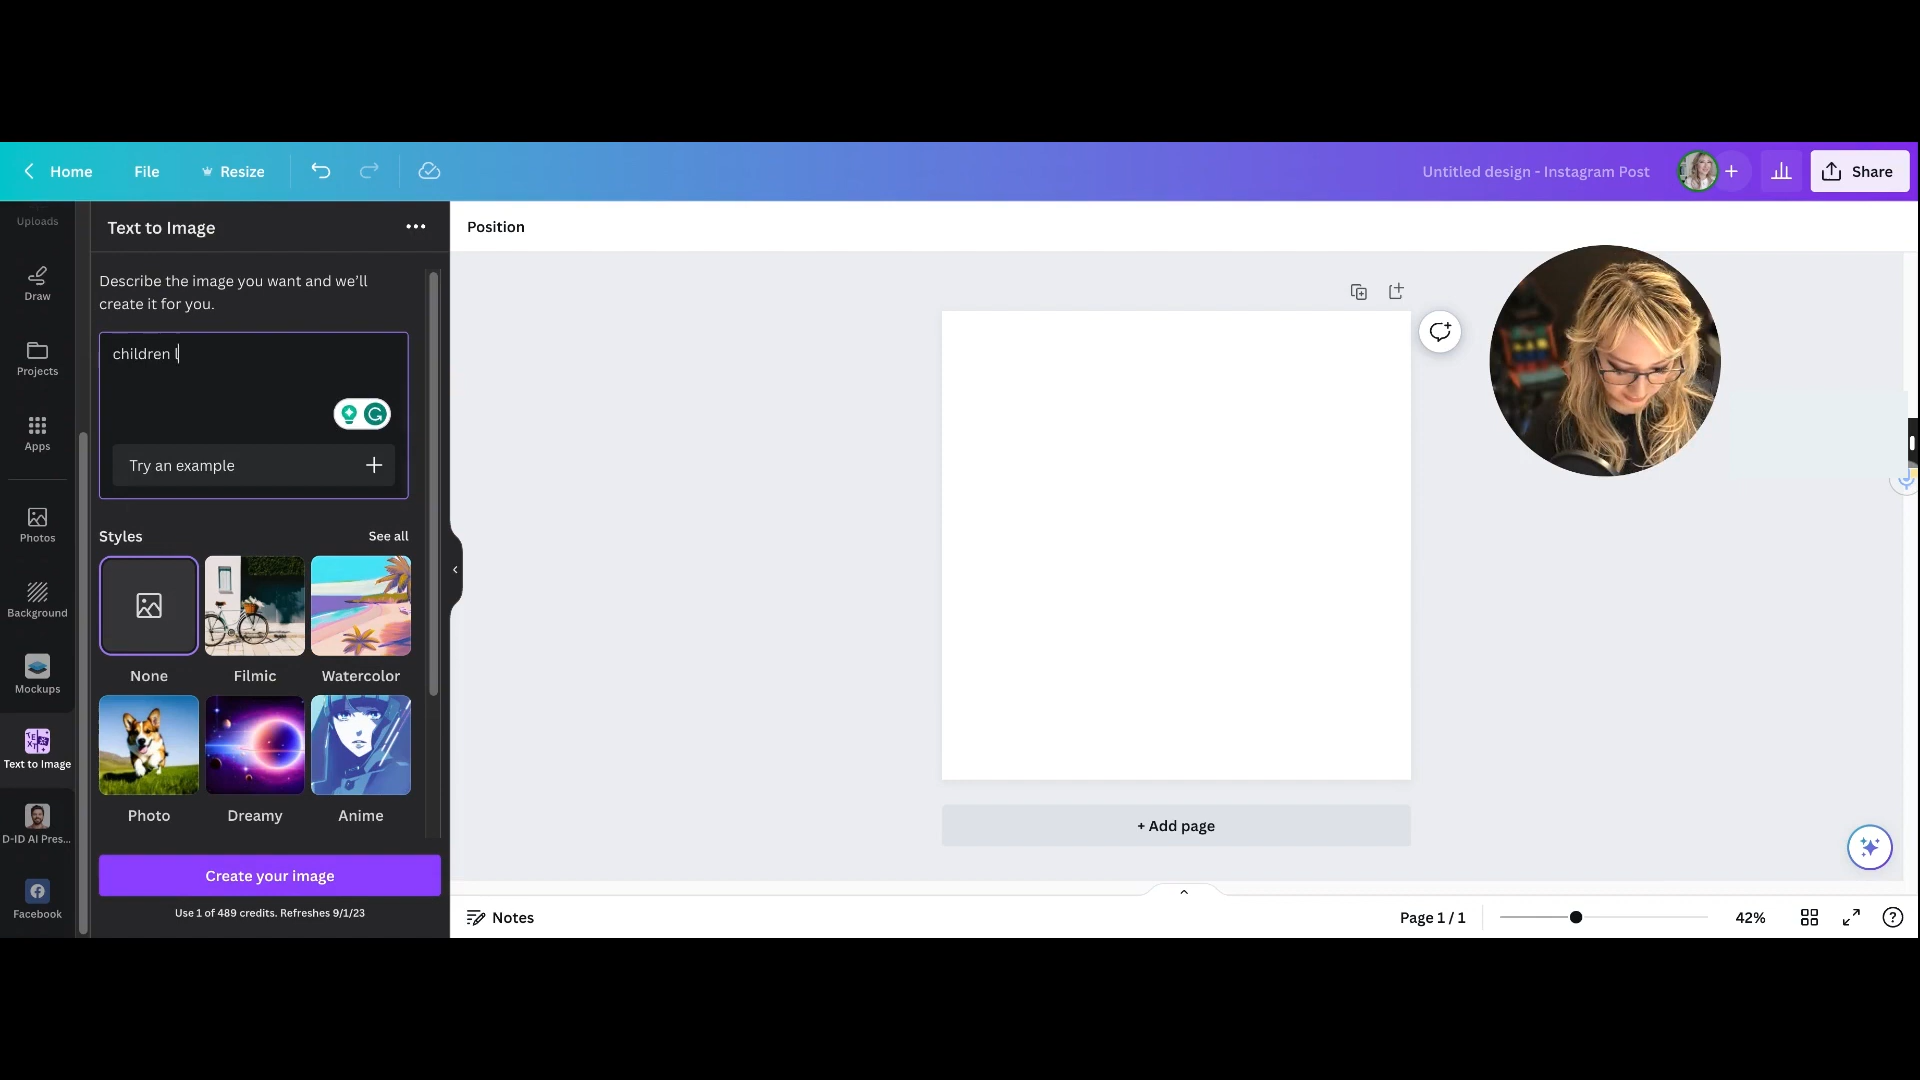 Home
File
Resize
Untitled design - Instagram Post
Share
Uploads
Draw
Projects
Apps
Photos
Background
Mockups
Text to Image
D-ID AI Pres...
Facebook
Text to Image
Describe the image you want and we'll
create it for you.
children l
Try an example
Styles
See all
None
Filmic
Watercolor
Photo
Dreamy
Anime
Create your image
Use 1 of 489 credits. Refreshes 9/1/23
Position
+ Add page
Notes
Page 1 / 1
42%